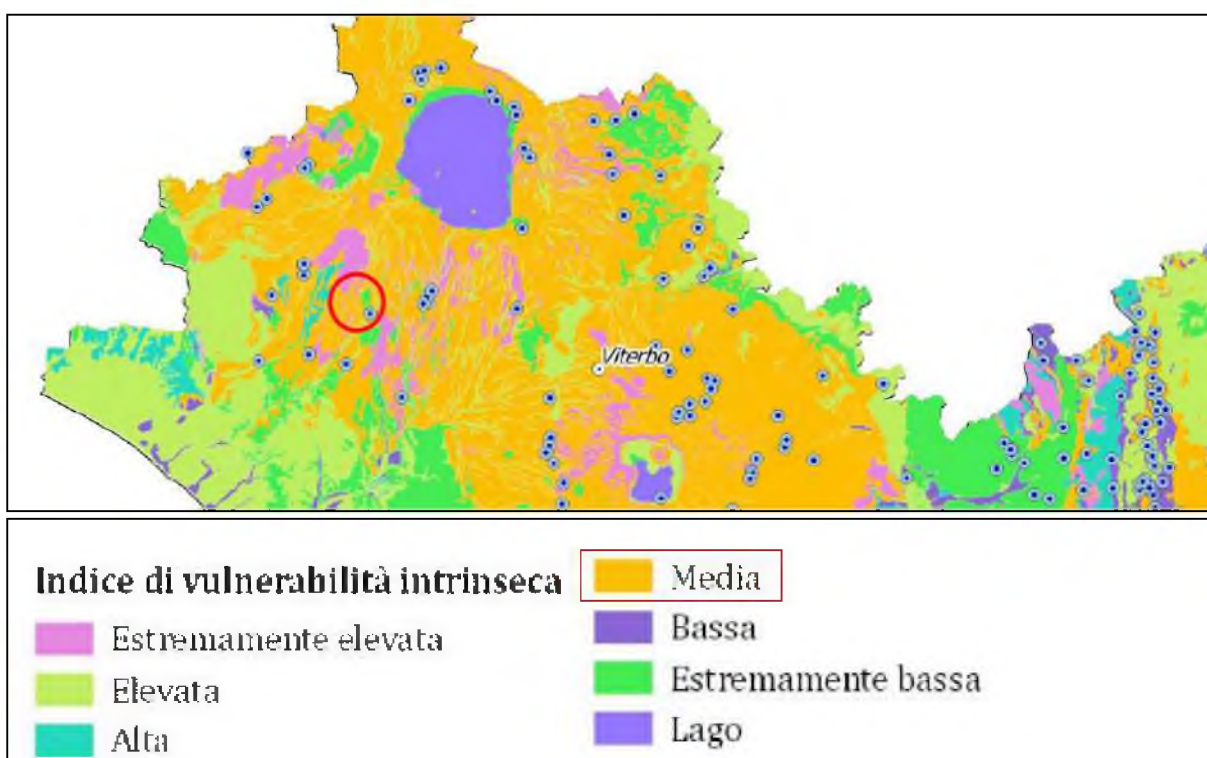 Viterbo
Indice di vulnerabilità intrinseca
Estremamente elevata
Elevata
Alta
Media
Bassa
Estremamente bassa
Lago